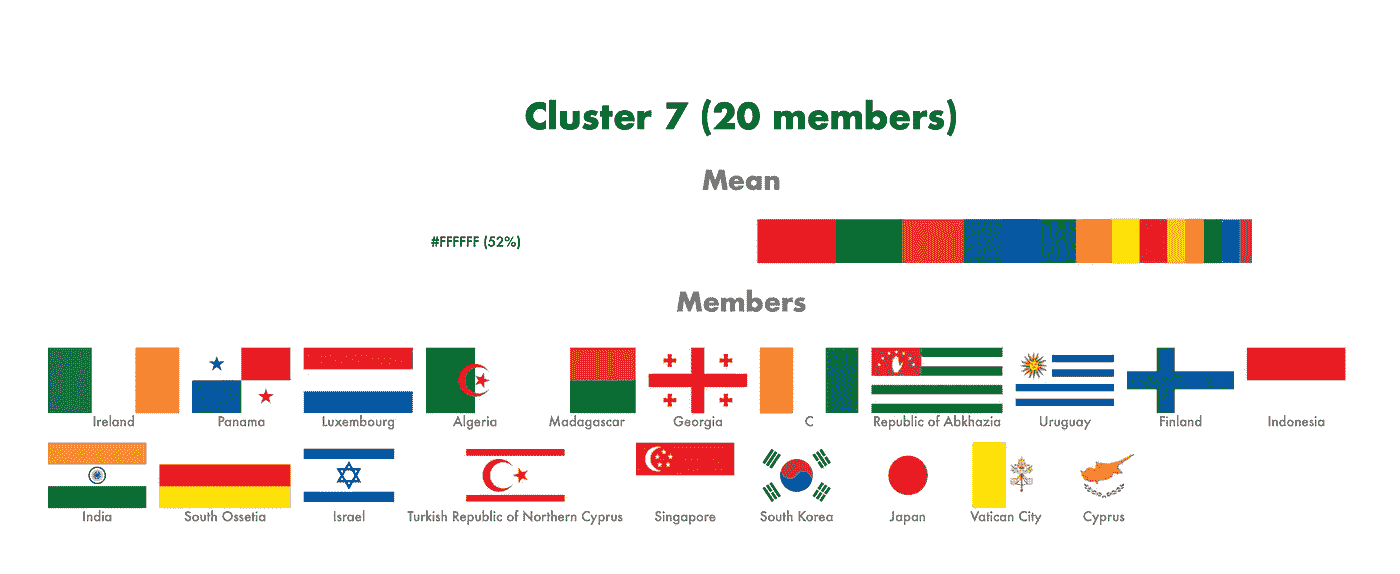 Cluster 7 (20 members)
Mean
#FFFFFF (52%)
Members
Ireland Panama Luxembourg Algeria Madagascar Georgia C Republic of Abkhazia Uruguay Finland Indonesia
India South Ossetia Israel Turkish Republic of Northern Cyprus Singapore South Korea Japan Vatican City Cyprus